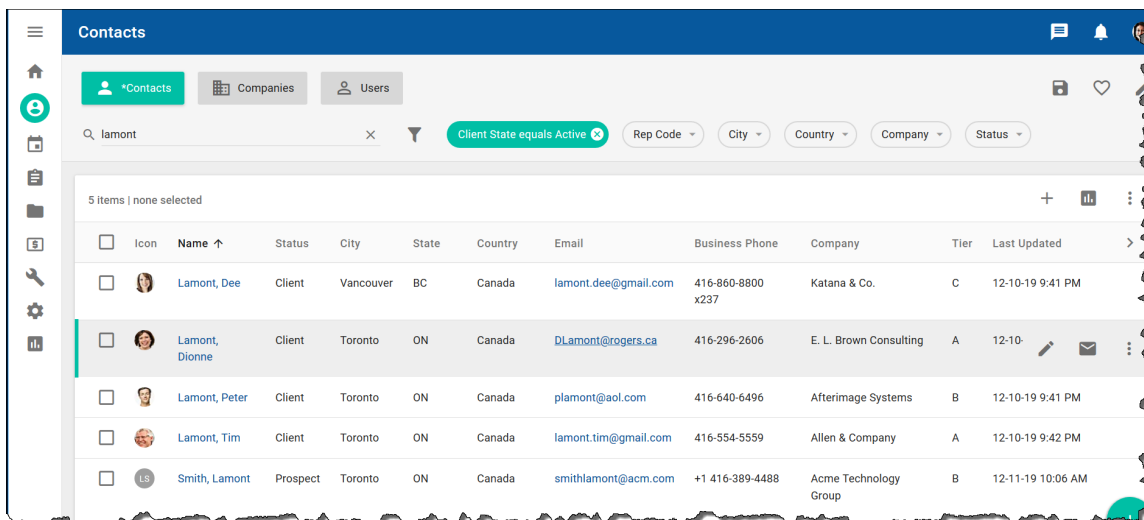 Contacts
*Contacts Companies Users
lamont Client State equals Active Rep Code City Country Company Status
5 items | none selected
Icon Name Status City State Country Email Business Phone Company Tier Last Updated
Lamont, Dee Client Vancouver BC Canada lamont.dee@gmail.com 416-860-8800 Katana & Co. C 12-10-19 9:41 PM
x237
Lamont, Client Toronto ON Canada DLamont@rogers.ca 416-296-2606 E. L. Brown Consulting A 12-10-
Dionne
Lamont, Peter Client Toronto ON Canada plamont@aol.com 416-640-6496 Afterimage Systems B 12-10-19 9:41 PM
Lamont, Tim Client Toronto ON Canada lamont.tim@gmail.com 416-554-5559 Allen & Company A 12-10-19 9:42 PM
LS Smith, Lamont Prospect Toronto ON Canada smithlamont@acm.com +1 416-389-4488 Acme Technology B 12-11-19 10:06 AM
Group